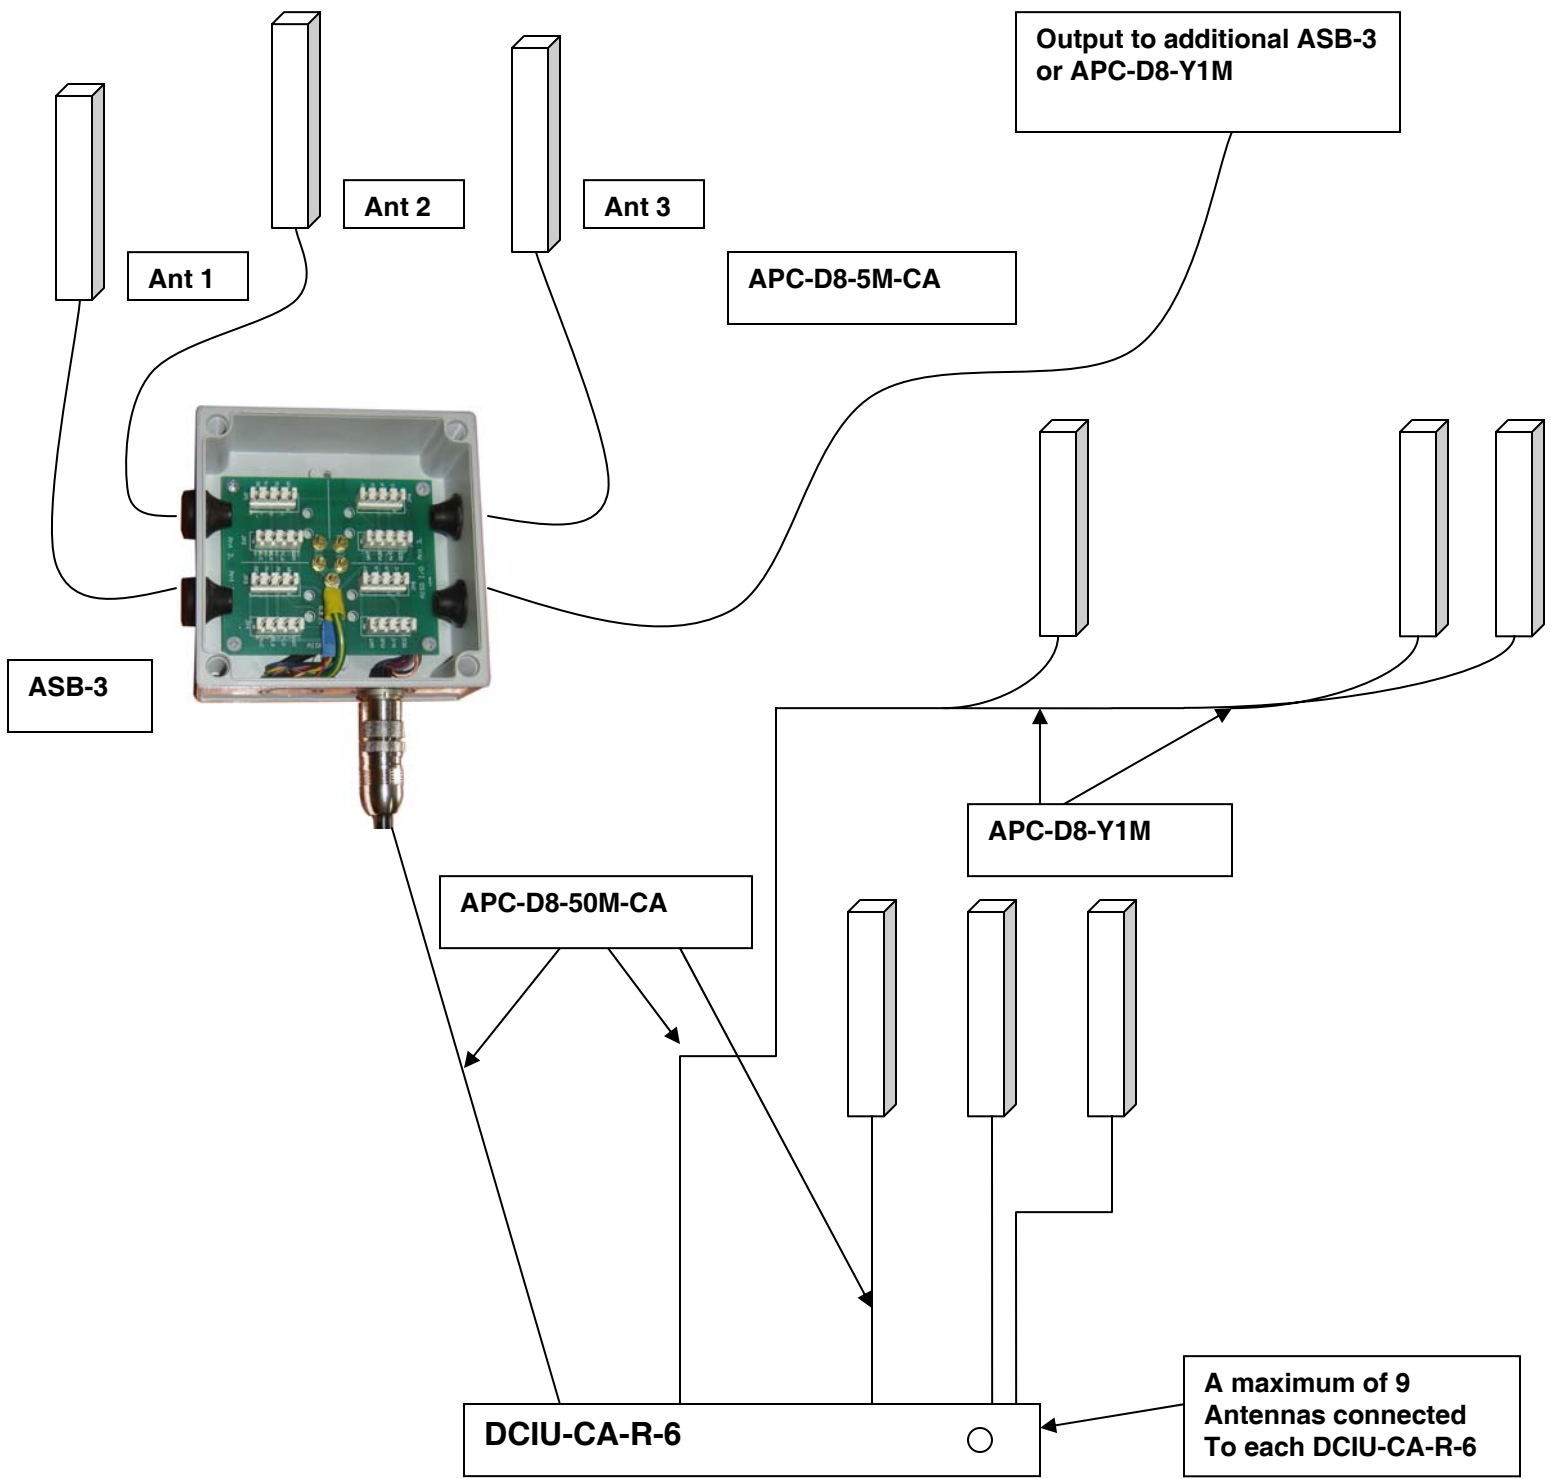 Output to additional ASB-3
or APC-D8-Y1M
Ant 2
Ant 3
Ant 1
APC-D8-5M-CA
ASB-3
APC-D8-Y1M
APC-D8-50M-CA
A maximum of 9
Antennas connected
To each DCIU-CA-R-6
DCIU-CA-R-6